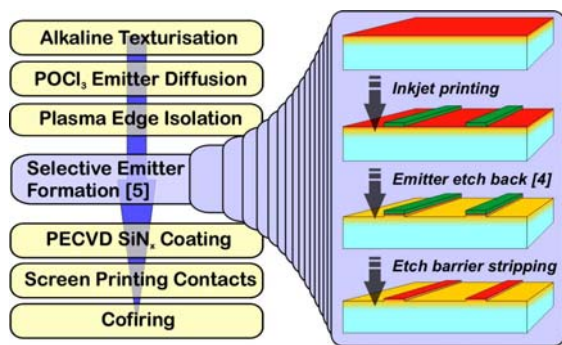 Alkaline Texturisation
POCl₃ Emitter Diffusion
Plasma Edge Isolation
Selective Emitter
Formation [5]
PECVD SiNₓ Coating
Screen Printing Contacts
Cofiring
Inkjet printing
Emitter etch back [4]
Etch barrier stripping